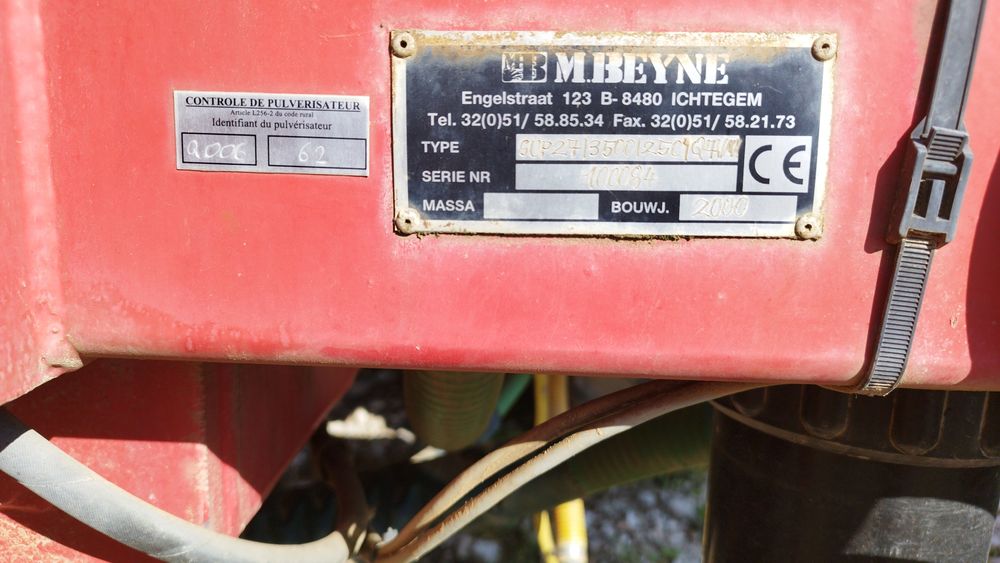 CONTROLE DE PULVERISATEUR
Article L256-2 du code rural
Identifiant du pulvérisateur
Q006 62
M.BEYNE
Engelstraat 123 B-8480 ICHTEGEM
Tel. 32(0)51/ 58.85.34 Fax. 32(0)51/ 58.21.73
TYPE
SERIE NR 100084
MASSA BOUWJ. 2000
CE